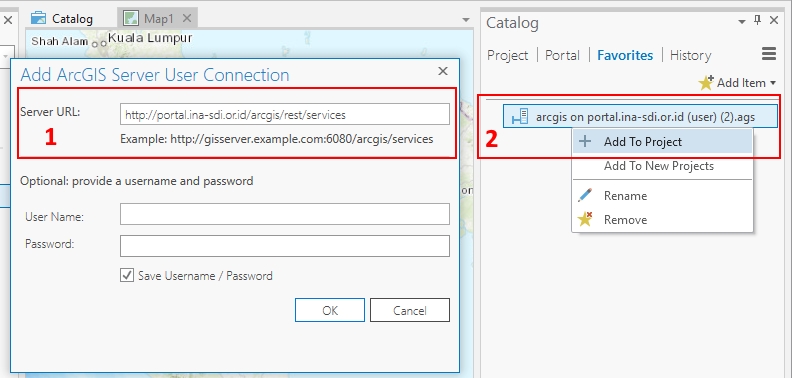 Catalog
Map1
Shah Alam
Kuala Lumpur
Add ArcGIS Server User Connection
Server URL:
http://portal.ina-sdi.or.id/arcgis/rest/services
1
Example: http://gisserver.example.com:6080/arcgis/services
Optional: provide a username and password
User Name:
Password:
Save Username / Password
OK
Cancel
on
Catalog
Project
Portal
Favorites
History
Add Item
arcgis on portal.ina-sdi.or.id (user) (2).ags
2
Add To Project
Add To New Projects
Rename
Remove